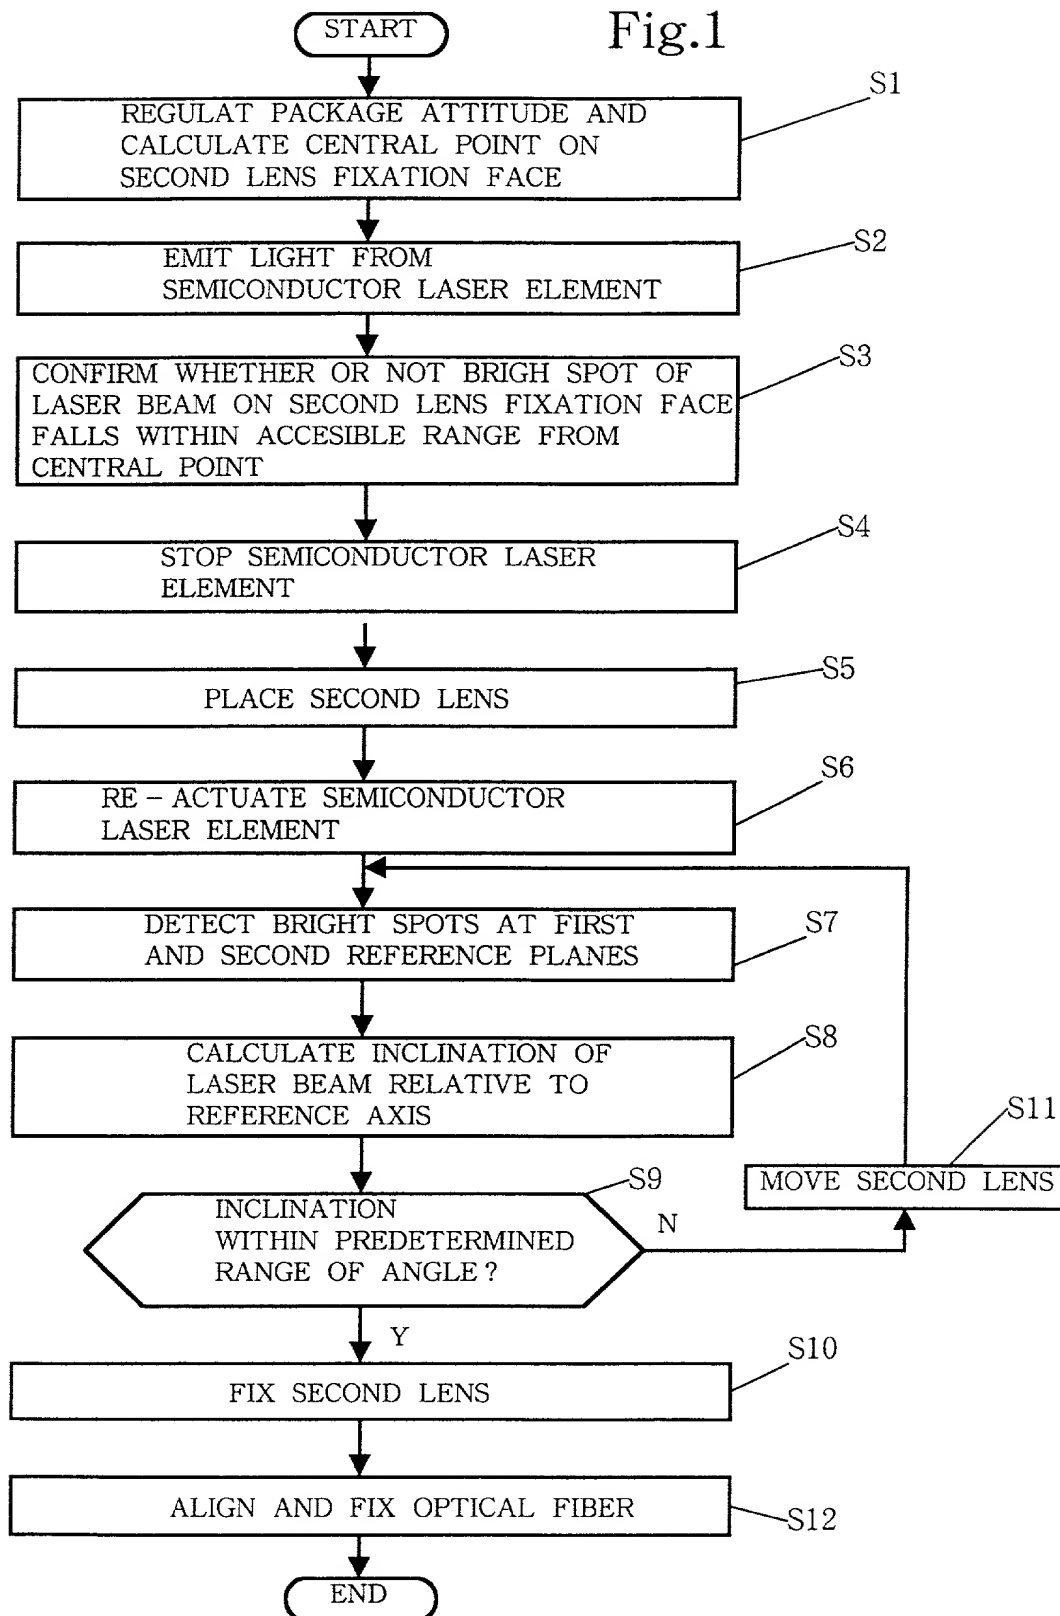 START
Fig.1
S1
REGULAT PACKAGE ATTITUDE AND
CALCULATE CENTRAL POINT ON
SECOND LENS FIXATION FACE
S2
EMIT LIGHT FROM
SEMICONDUCTOR LASER ELEMENT
S3
CONFIRM WHETHER OR NOT BRIGH SPOT OF
LASER BEAM ON SECOND LENS FIXATION FACE
FALLS WITHIN ACCESIBLE RANGE FROM
CENTRAL POINT
S4
STOP SEMICONDUCTOR LASER
ELEMENT
S5
PLACE SECOND LENS
S6
RE-ACTUATE SEMICONDUCTOR
LASER ELEMENT
S7
DETECT BRIGHT SPOTS AT FIRST
AND SECOND REFERENCE PLANES
S8
CALCULATE INCLINATION OF
LASER BEAM RELATIVE TO
REFERENCE AXIS
S11
MOVE SECOND LENS
S9
INCLINATION
WITHIN PREDETERMINED
RANGE OF ANGLE?
N
Y
S10
FIX SECOND LENS
ALIGN AND FIX OPTICAL FIBER
S12
END